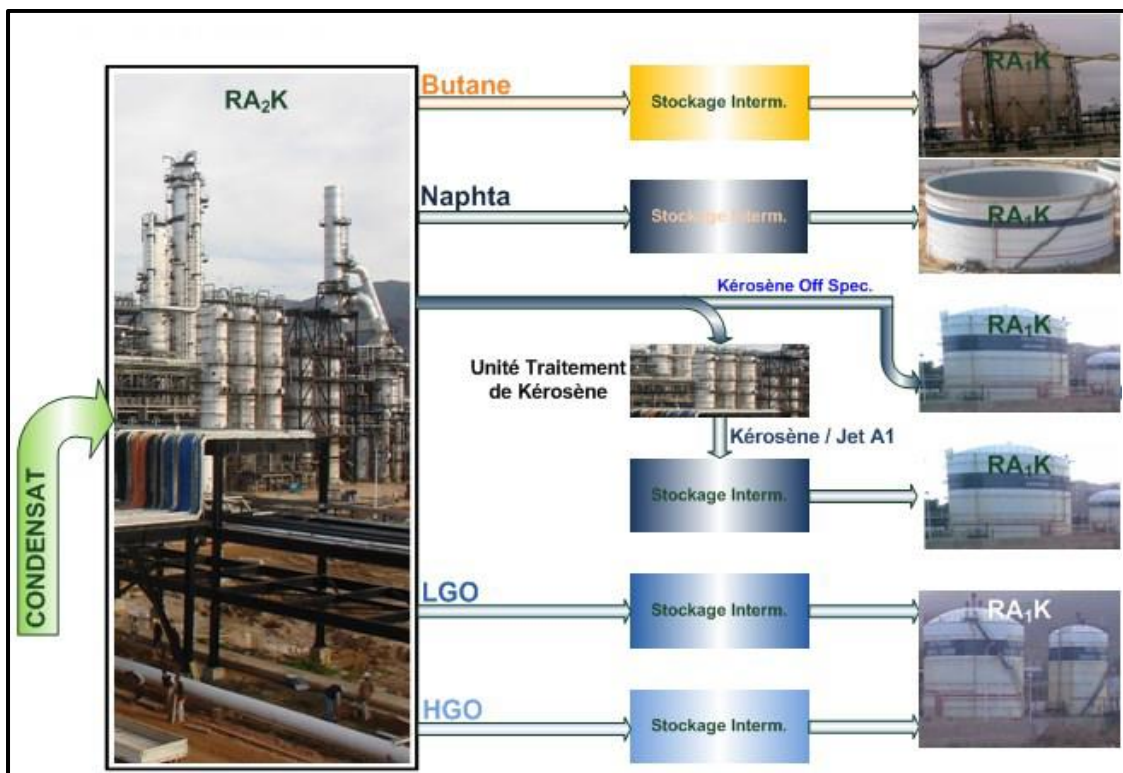 RA₂K
CONDENSAT
Butane
Stockage Interm.
RA₁K
Naphta
Stockage Interm.
RA₁K
Kérosène Off Spec.
RA₁K
Unité Traitement
de Kérosène
Kérosène / Jet A1
Stockage Interm.
RA₁K
LGO
Stockage Interm.
RA₁K
HGO
Stockage Interm.